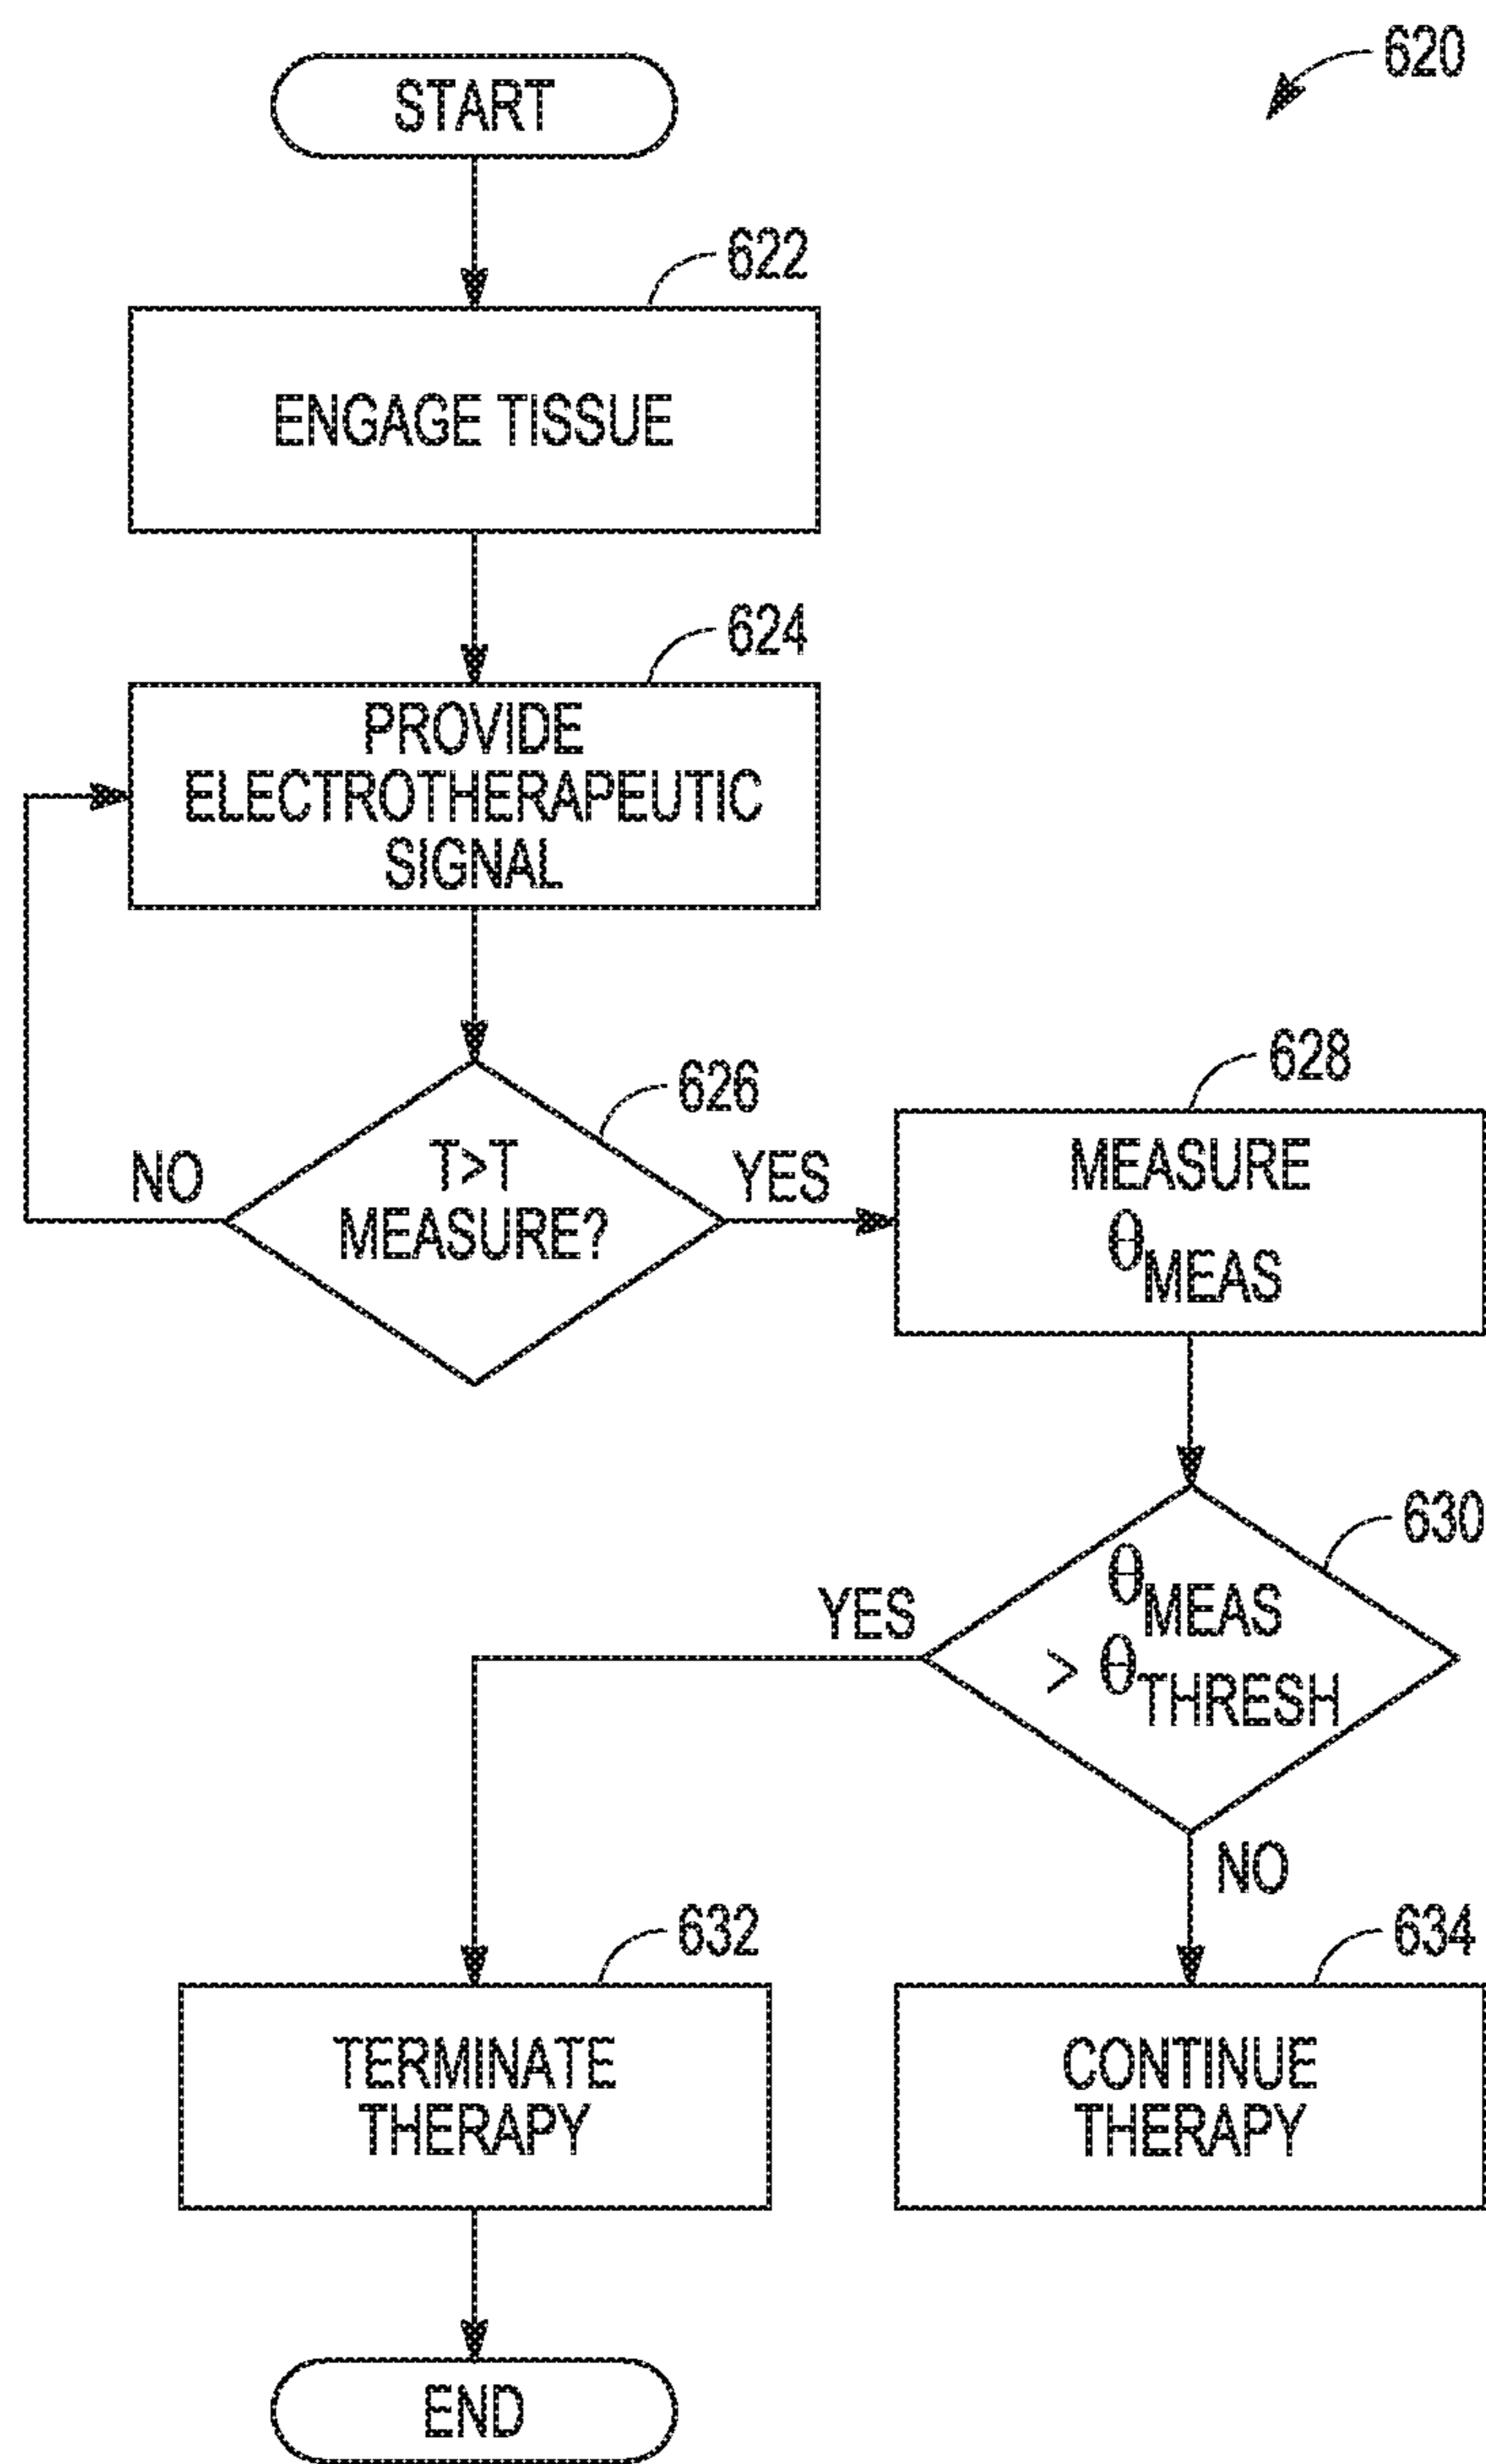 620
START
622
ENGAGE TISSUE
624
PROVIDE
ELECTROTHERAPEUTIC
SIGNAL
626
T>T
MEASURE?
NO
YES
628
MEASURE
θMEAS
630
θMEAS
> θTHRESH
YES
NO
632
TERMINATE
THERAPY
634
CONTINUE
THERAPY
END